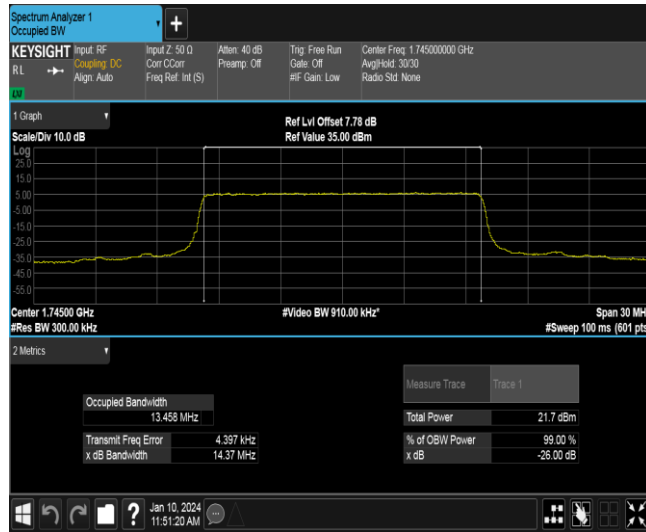 Spectrum Analyzer 1
Occupied BW
+
KEYSIGHT Input: RF Input Z: 50 Ω Atten: 40 dB Trig: Free Run Center Freq: 1.745000000 GHz
RL Coupling: DC Corr CCorr Preamp: Off Gate: Off Avg|Hold: 30/30
Align: Auto Freq Ref: Int (S) #IF Gain: Low Radio Std: None
LXI
1 Graph
Ref Lvl Offset 7.78 dB
Scale/Div 10.0 dB Ref Value 35.00 dBm
Log
25.0
15.0
5.00
-5.00
-15.0
-25.0
-35.0
-45.0
-55.0
Center 1.74500 GHz #Video BW 910.00 kHz* Span 30 MH
#Res BW 300.00 kHz #Sweep 100 ms (601 pts
2 Metrics
Measure Trace Trace 1
Occupied Bandwidth
13.458 MHz
Total Power 21.7 dBm
Transmit Freq Error 4.397 kHz % of OBW Power 99.00 %
x dB Bandwidth 14.37 MHz x dB -26.00 dB
?
Jan 10, 2024
11:51:20 AM